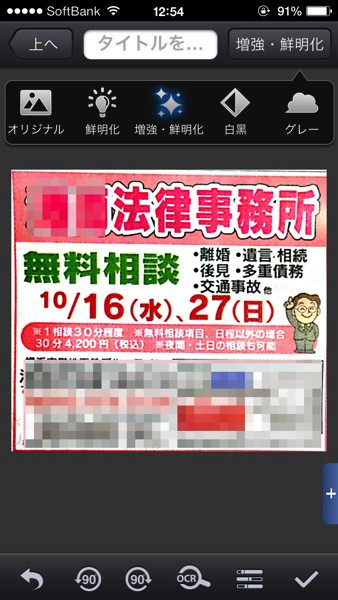 SoftBank 12:54 91%
上へ タイトルを... 増強・鮮明化
オリジナル 鮮明化 増強・鮮明化 白黒 グレー
法律事務所
無料相談
・離婚 ・遺言・相続
・後見 ・多重債務
・交通事故 他
10/16(水)、27(日)
※1相談30分程度 ※無料相談項目、日程以外の場合
30分4,200円(税込) ※夜間・土日の相談も可能
+
90 90 OCR